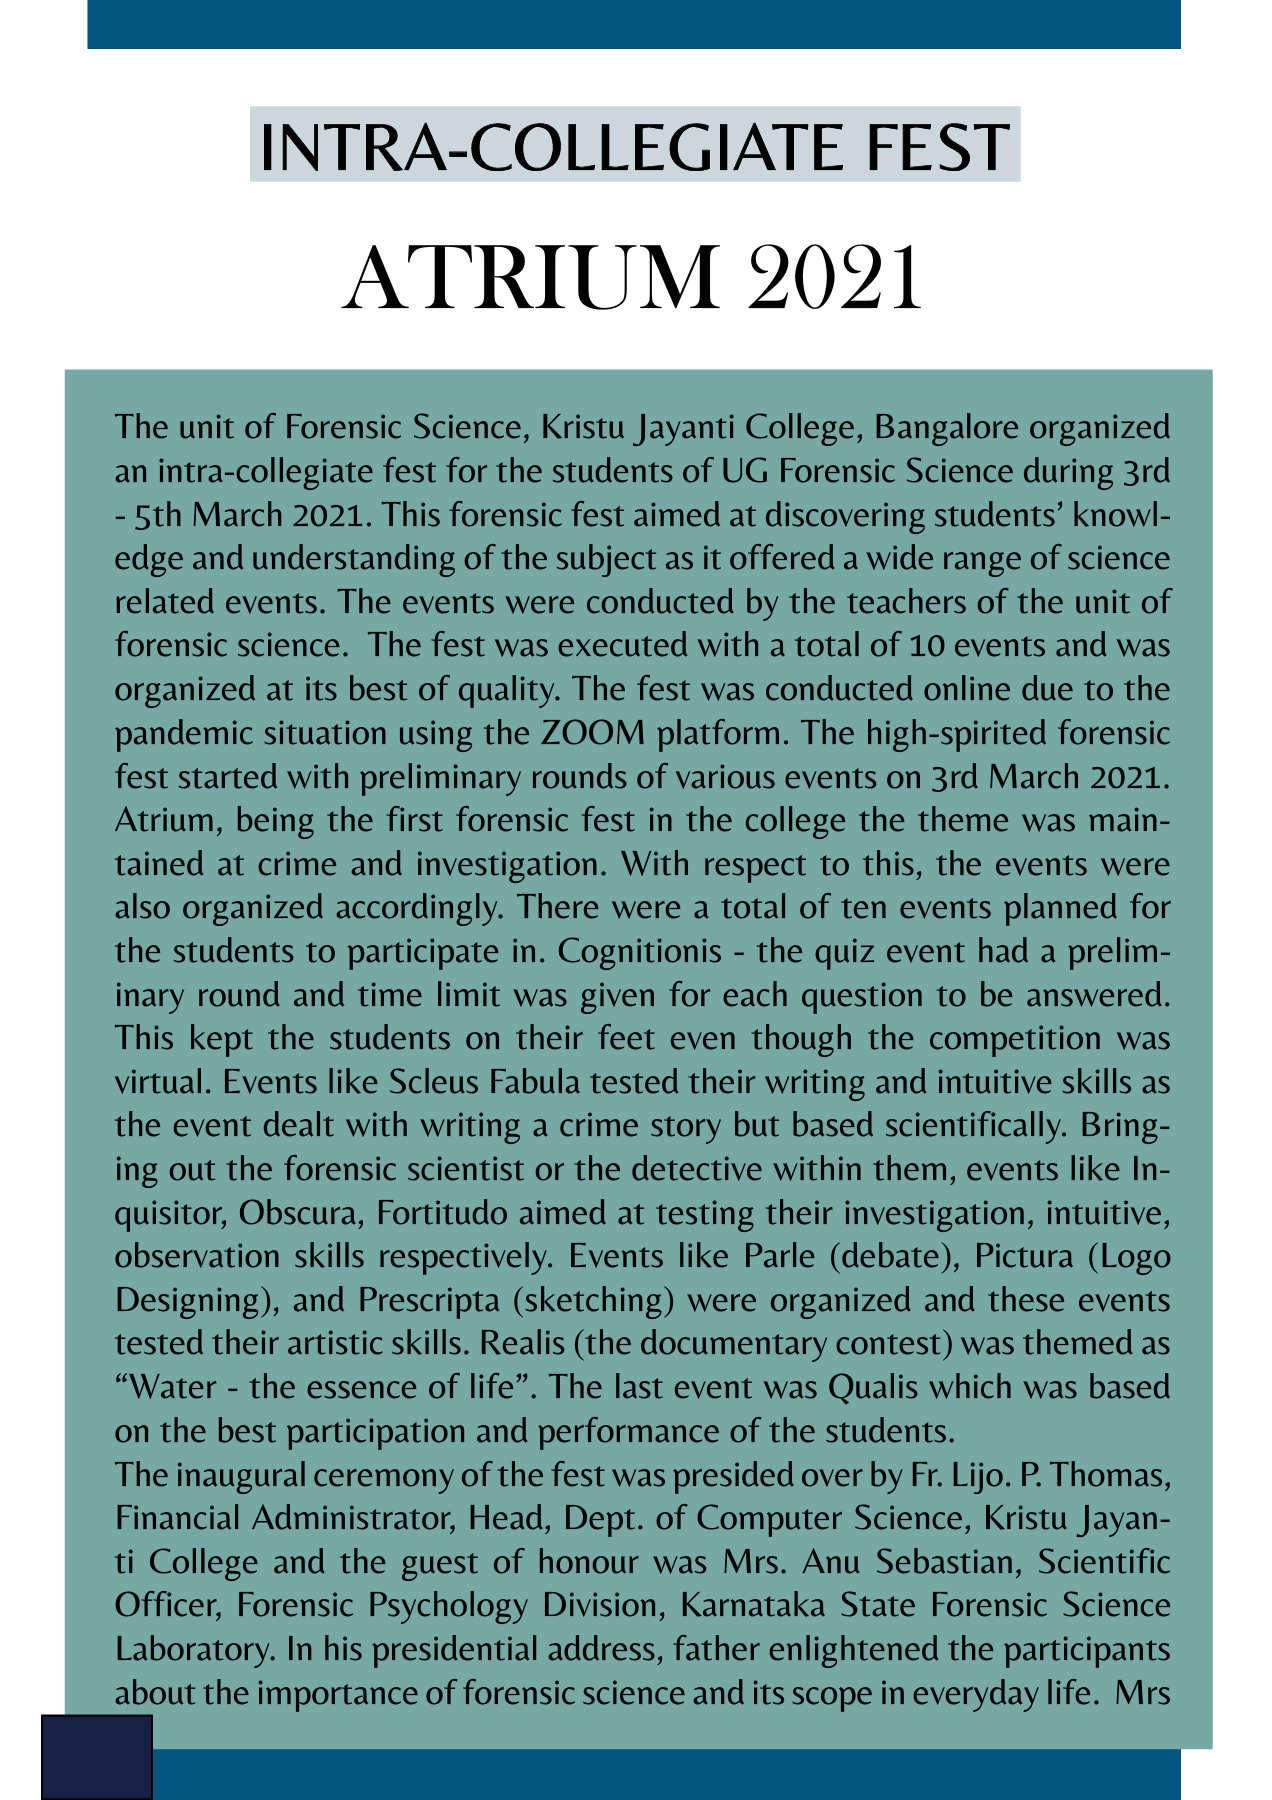 INTRA-COLLEGIATE FEST
ATRIUM 2021
The unit of Forensic Science, Kristu Jayanti College, Bangalore organized
an intra-collegiate fest for the students of UG Forensic Science during 3rd
- 5th March 2021. This forensic fest aimed at discovering students’ knowl-
edge and understanding of the subject as it offered a wide range of science
related events. The events were conducted by the teachers of the unit of
forensic science.  The fest was executed with a total of 10 events and was
organized at its best of quality. The fest was conducted online due to the
pandemic situation using the ZOOM platform. The high-spirited forensic
fest started with preliminary rounds of various events on 3rd March 2021.
Atrium, being the first forensic fest in the college the theme was main-
tained at crime and investigation. With respect to this, the events were
also organized accordingly. There were a total of ten events planned for
the students to participate in. Cognitionis - the quiz event had a prelim-
inary round and time limit was given for each question to be answered.
This kept the students on their feet even though the competition was
virtual. Events like Scleus Fabula tested their writing and intuitive skills as
the event dealt with writing a crime story but based scientifically. Bring-
ing out the forensic scientist or the detective within them, events like In-
quisitor, Obscura, Fortitudo aimed at testing their investigation, intuitive,
observation skills respectively. Events like Parle (debate), Pictura (Logo
Designing), and Prescripta (sketching) were organized and these events
tested their artistic skills. Realis (the documentary contest) was themed as
“Water - the essence of life”. The last event was Qualis which was based
on the best participation and performance of the students.
The inaugural ceremony of the fest was presided over by Fr. Lijo. P. Thomas,
Financial Administrator, Head, Dept. of Computer Science, Kristu Jayan-
ti College and the guest of honour was Mrs. Anu Sebastian, Scientific
Officer, Forensic Psychology Division, Karnataka State Forensic Science
Laboratory. In his presidential address, father enlightened the participants
about the importance of forensic science and its scope in everyday life.  Mrs